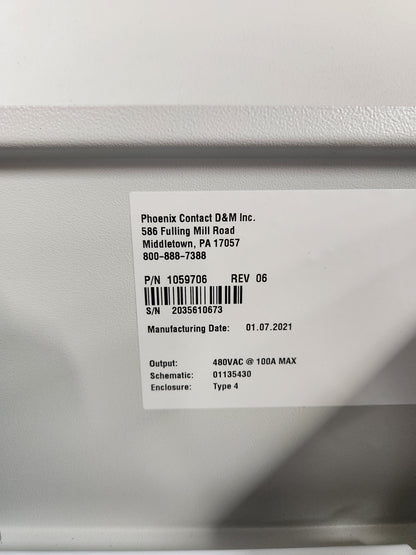 Phoenix Contact D&M Inc.
586 Fulling Mill Road
Middletown, PA 17057
800-888-7388
P/N 1059706 REV 06
S/N 2035610673
Manufacturing Date: 01.07.2021
Output: 480VAC @ 100A MAX
Schematic: 01135430
Enclosure: Type 4